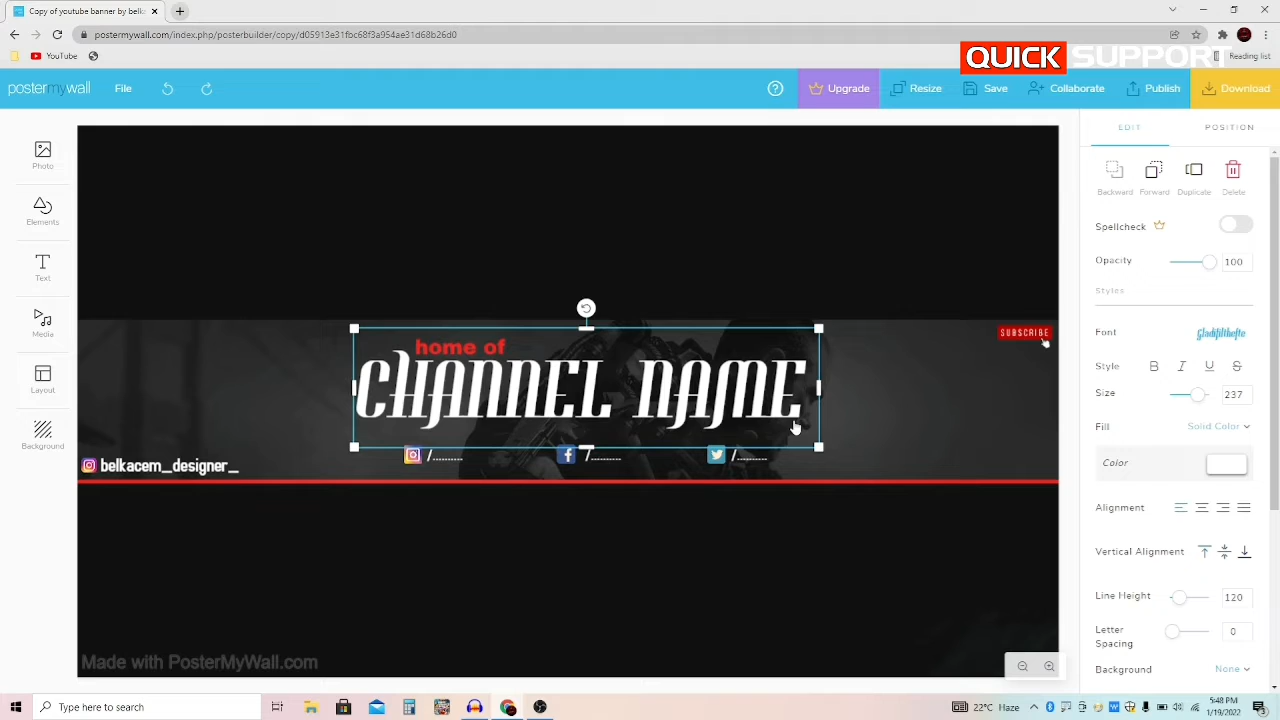 Copy of youtube banner by belkac
postermywall.com/index.php/posterbuilder/copy/d05913e31fbc68f3a954ae31d68b26d0
YouTube
Reading list
QUICK SUPPORT
postermywall
File
Upgrade
Resize
Save
Collaborate
Publish
Download
Photo
Elements
Text
Media
Layout
Background
home of
CHANNEL NAME
SUBSCRIBE
/.........
/.........
/.........
belkacem_designer_
Made with PosterMyWall.com
EDIT
POSITION
Backward
Forward
Duplicate
Delete
Spellcheck
Opacity
100
Styles
Font
Style
B I U S
Size
237
Fill
Solid Color
Color
Alignment
Vertical Alignment
Line Height
120
Letter
Spacing
0
Background
None
Type here to search
22°C Haze
5:48 PM
1/19/2022